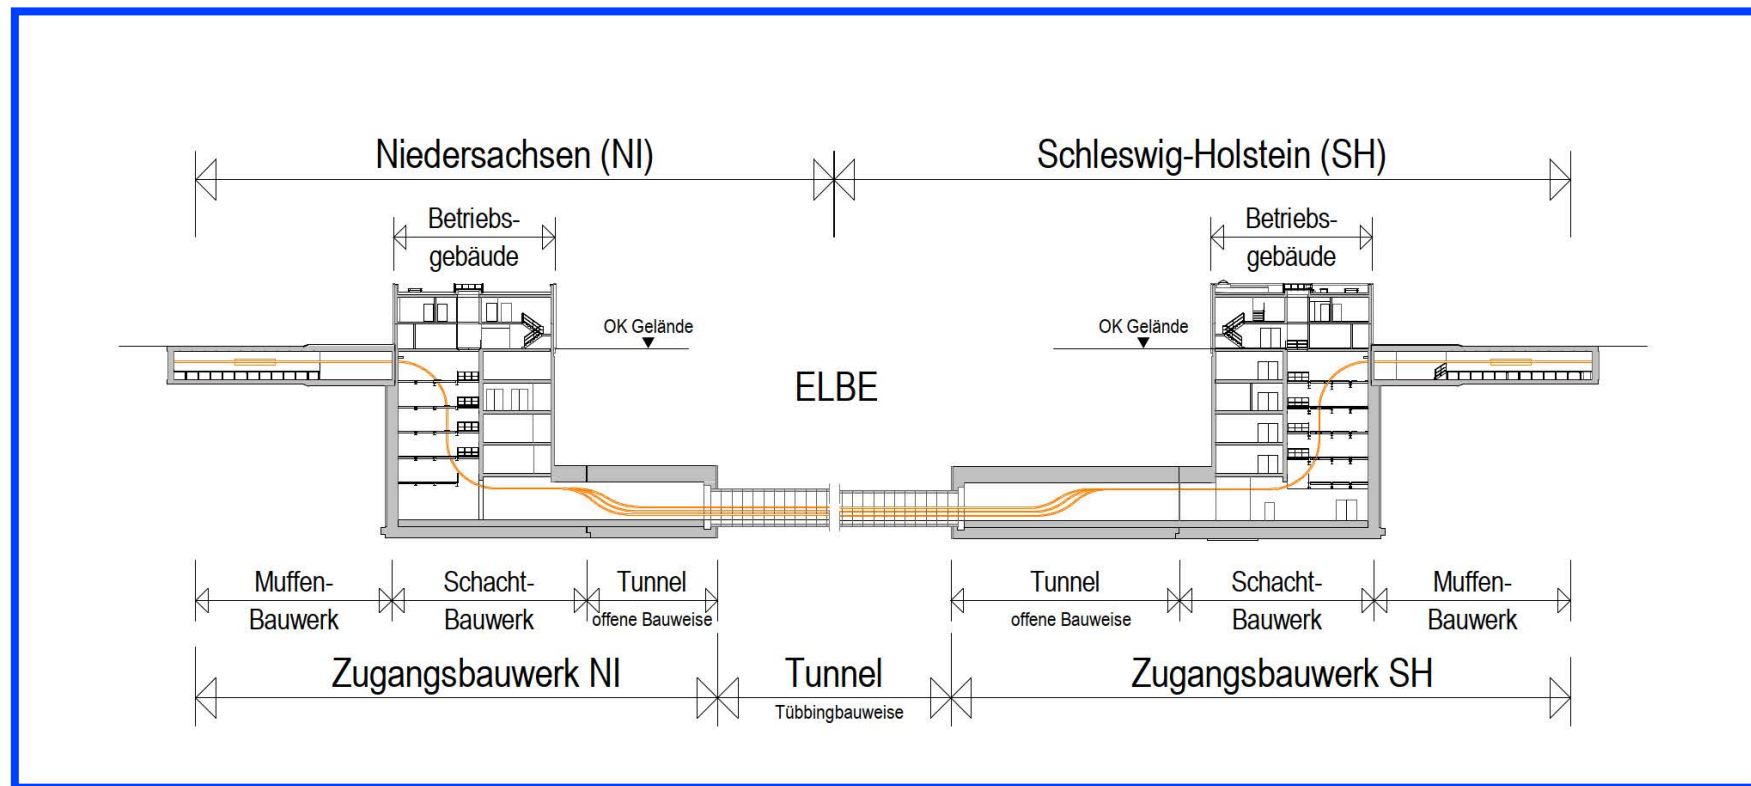 Niedersachsen (NI)
Schleswig-Holstein (SH)
Betriebs-
gebäude
Betriebs-
gebäude
OK Gelände
OK Gelände
ELBE
Muffen-
Bauwerk
Schacht-
Bauwerk
Tunnel
offene Bauweise
Tunnel
offene Bauweise
Schacht-
Bauwerk
Muffen-
Bauwerk
Zugangsbauwerk NI
Tunnel
Tübbingbauweise
Zugangsbauwerk SH